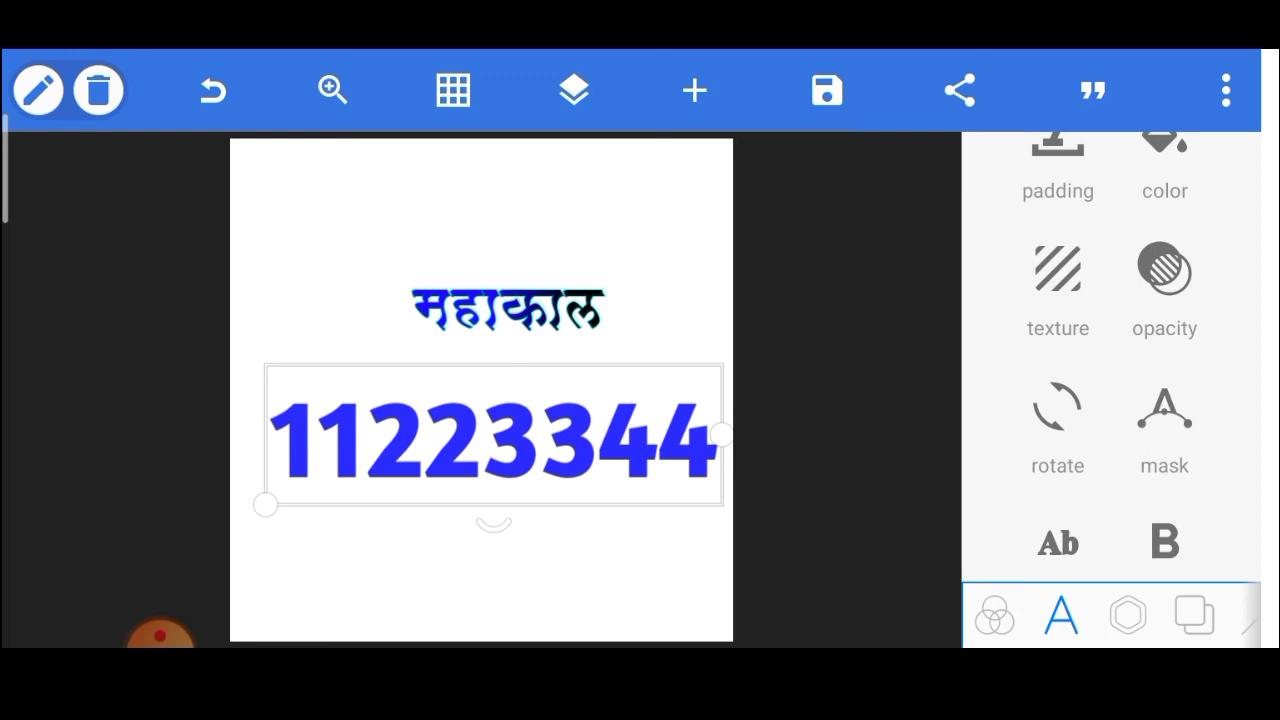 padding color
महाकाल
texture opacity
11223344
rotate mask
Ab B
A